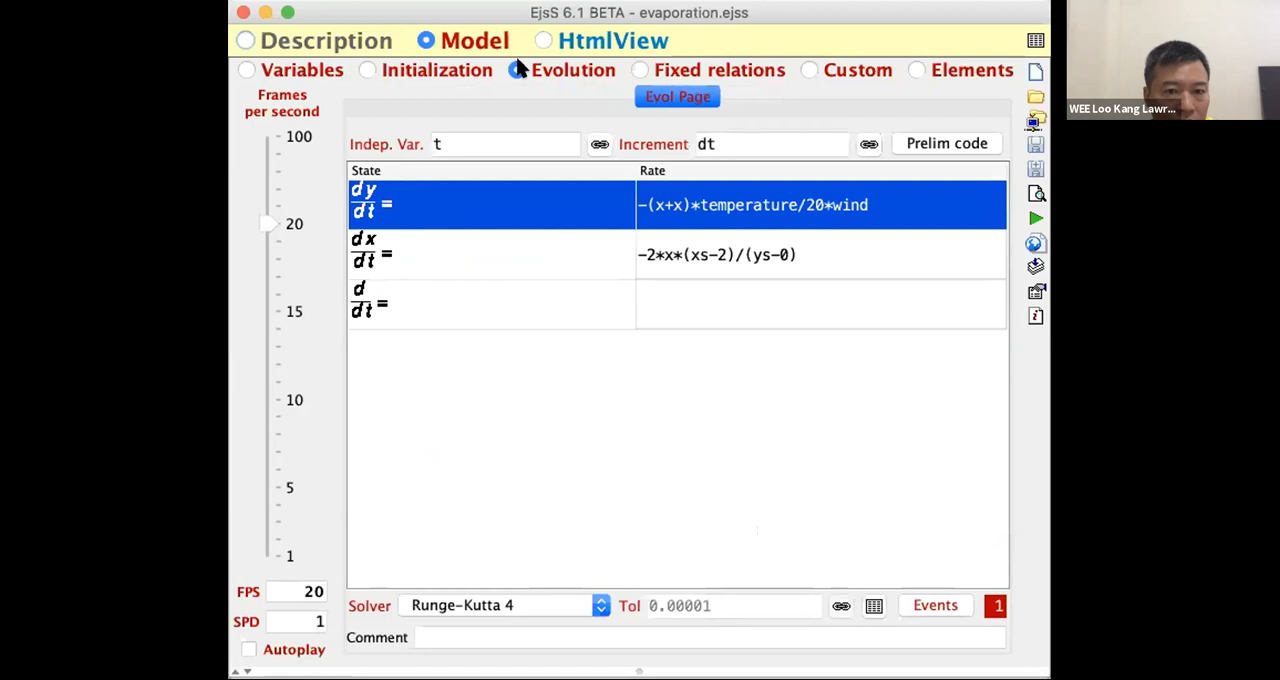 EjsS 6.1 BETA - evaporation.ejss
Description Model HtmlView
Variables Initialization Evolution Fixed relations Custom Elements
WEE Loo Kang Lawr...
Frames
per second
Evol Page
100
Indep. Var. t Increment dt Prelim code
State Rate
dy
dt = -(x+x)*temperature/20*wind
20
dx
dt = -2*x*(xs-2)/(ys-0)
d
dt =
15
10
5
1
FPS 20
SPD 1
Autoplay
Solver Runge-Kutta 4 Tol 0.00001 Events 1
Comment